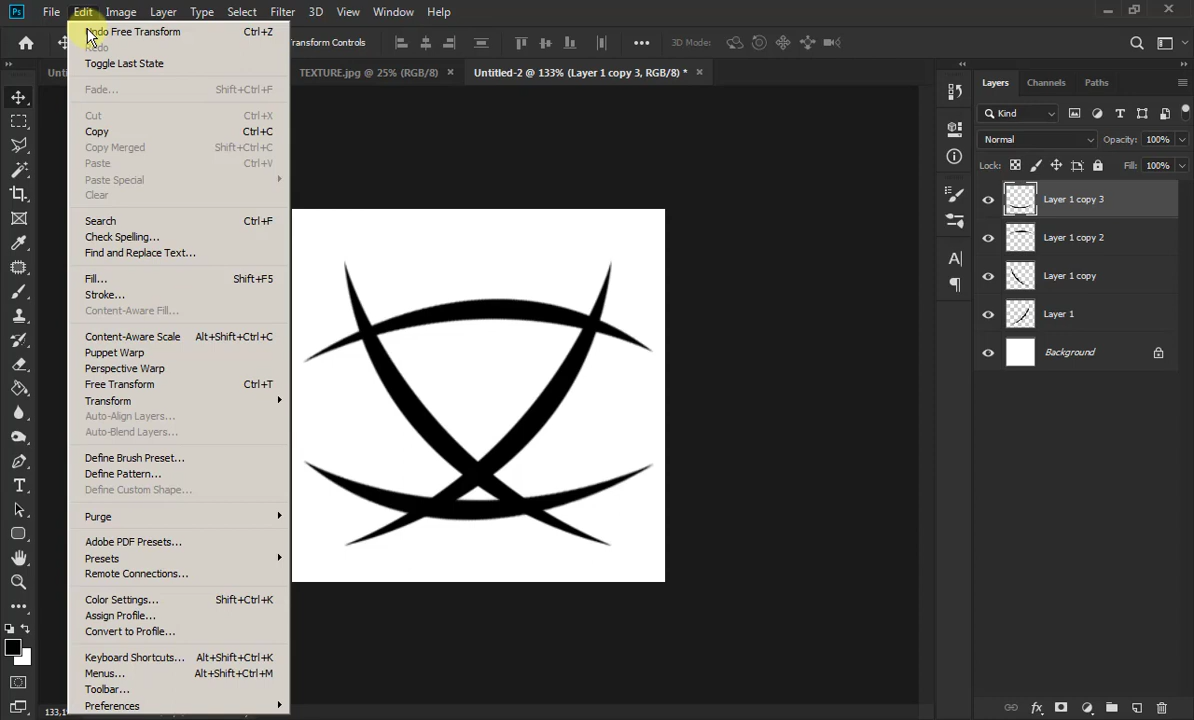 Ps File Edit Image Layer Type Select Filter 3D View Window Help
Transform Controls 3D Mode:
TEXTURE.jpg @ 25% (RGB/8) × Untitled-2 @ 133% (Layer 1 copy 3, RGB/8) * ×
Undo Free Transform Ctrl+Z
Redo
Toggle Last State
Fade... Shift+Ctrl+F
Cut Ctrl+X
Copy Ctrl+C
Copy Merged Shift+Ctrl+C
Paste Ctrl+V
Paste Special
Clear
Search Ctrl+F
Check Spelling...
Find and Replace Text...
Fill... Shift+F5
Stroke...
Content-Aware Fill...
Content-Aware Scale Alt+Shift+Ctrl+C
Puppet Warp
Perspective Warp
Free Transform Ctrl+T
Transform
Auto-Align Layers...
Auto-Blend Layers...
Define Brush Preset...
Define Pattern...
Define Custom Shape...
Purge
Adobe PDF Presets...
Presets
Remote Connections...
Color Settings... Shift+Ctrl+K
Assign Profile...
Convert to Profile...
Keyboard Shortcuts... Alt+Shift+Ctrl+K
Menus... Alt+Shift+Ctrl+M
Toolbar...
Preferences
Layers Channels Paths
Kind
Normal Opacity: 100%
Lock: Fill: 100%
Layer 1 copy 3
Layer 1 copy 2
Layer 1 copy
Layer 1
Background